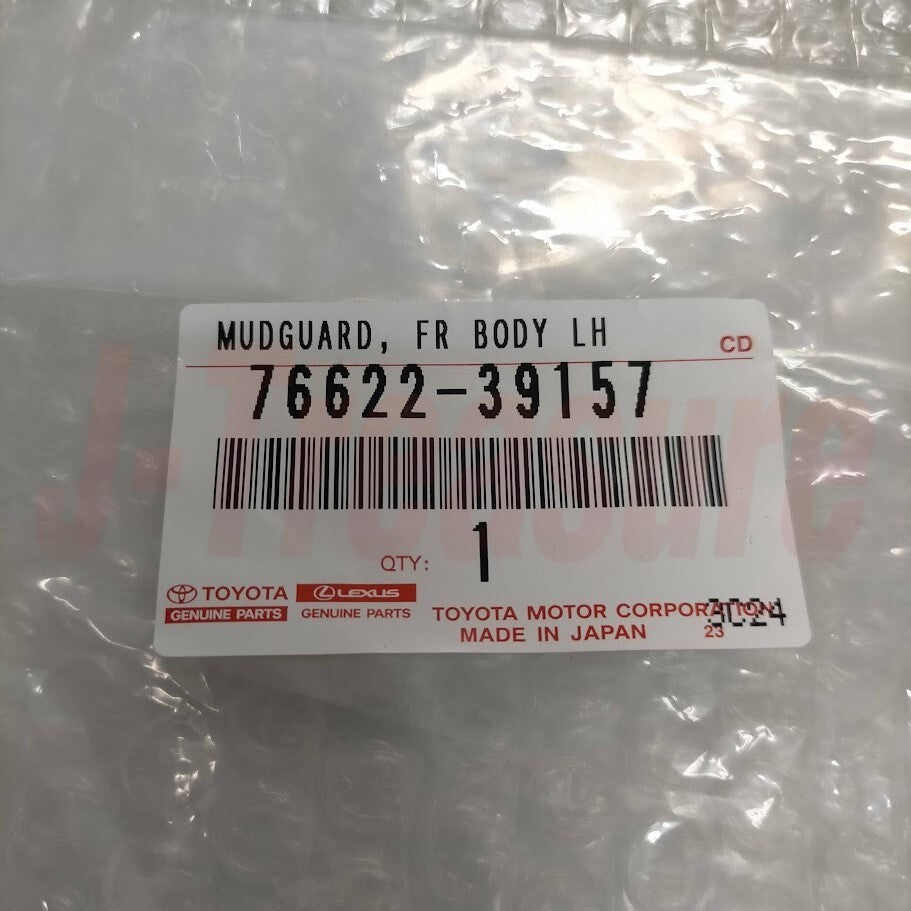 MUDGUARD, FR BODY LH
CD
76622-39157
J-Treasure
QTY: 1
TOYOTA LEXUS
GENUINE PARTS GENUINE PARTS
TOYOTA MOTOR CORPORATION
3C24
MADE IN JAPAN 23